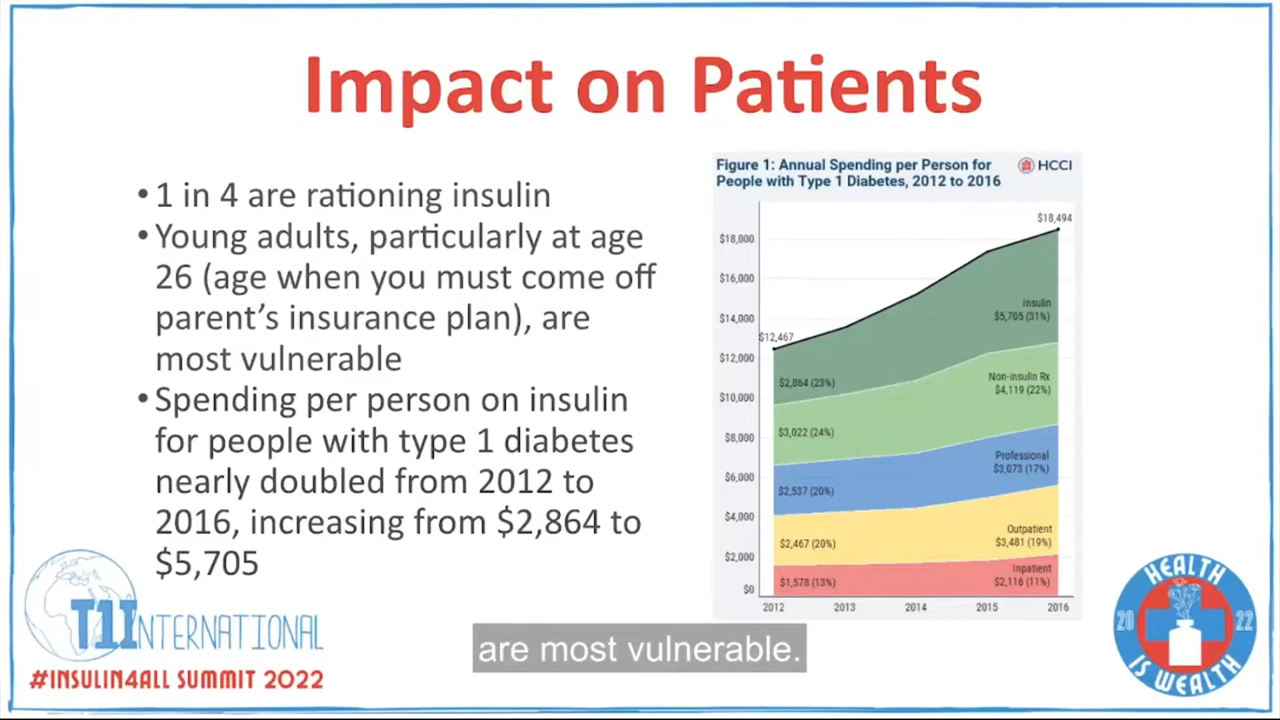 Impact on Patients
• 1 in 4 are rationing insulin
• Young adults, particularly at age
26 (age when you must come off
parent's insurance plan), are
most vulnerable
• Spending per person on insulin
for people with type 1 diabetes
nearly doubled from 2012 to
2016, increasing from $2,864 to
$5,705
Figure 1: Annual Spending per Person for
People with Type 1 Diabetes, 2012 to 2016
HCCI
$18,494
$18,000
$16,000
$14,000
$12,000
$10,000
$8,000
$6,000
$4,000
$2,000
$0
$12,467
Insulin
$5,705 (31%)
$2,864 (23%)
Non-insulin Rx
$4,119 (22%)
$3,022 (24%)
Professional
$3,073 (17%)
$2,537 (20%)
Outpatient
$3,481 (19%)
$2,467 (20%)
Inpatient
$2,116 (11%)
$1,578 (13%)
2012 2013 2014 2015 2016
T1INTERNATIONAL
#INSULIN4ALL SUMMIT 2022
are most vulnerable.
HEALTH
20 22
IS WEALTH